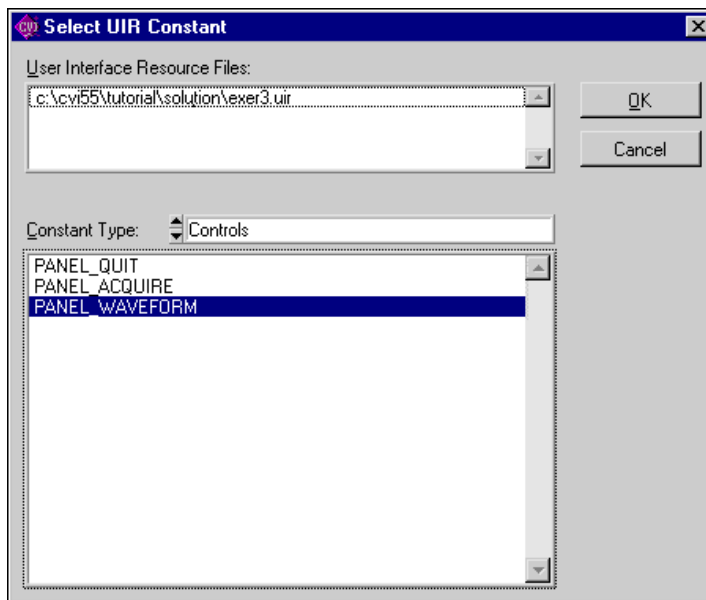 CVI Select UIR Constant
User Interface Resource Files:
c:\cvi55\tutorial\solution\exer3.uir
OK
Cancel
Constant Type: Controls
PANEL_QUIT
PANEL_ACQUIRE
PANEL_WAVEFORM